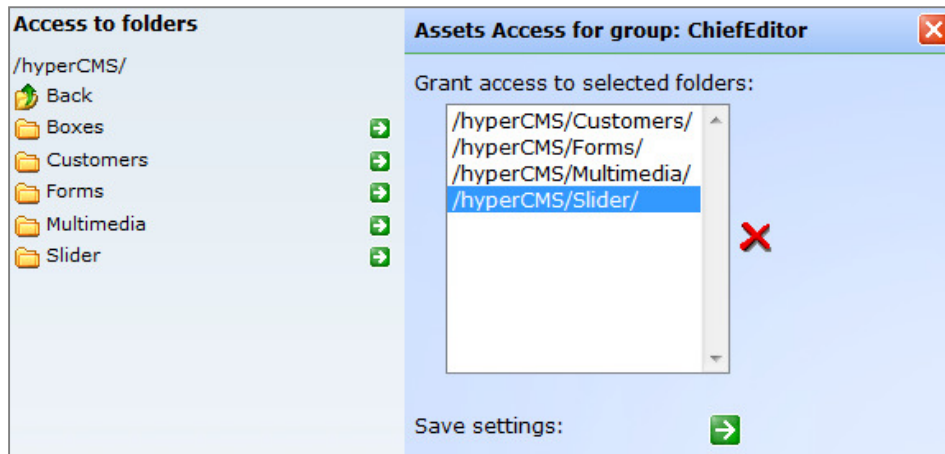 Access to folders
/hyperCMS/
Back
Boxes
Customers
Forms
Multimedia
Slider
Assets Access for group: ChiefEditor
Grant access to selected folders:
/hyperCMS/Customers/
/hyperCMS/Forms/
/hyperCMS/Multimedia/
/hyperCMS/Slider/
Save settings: